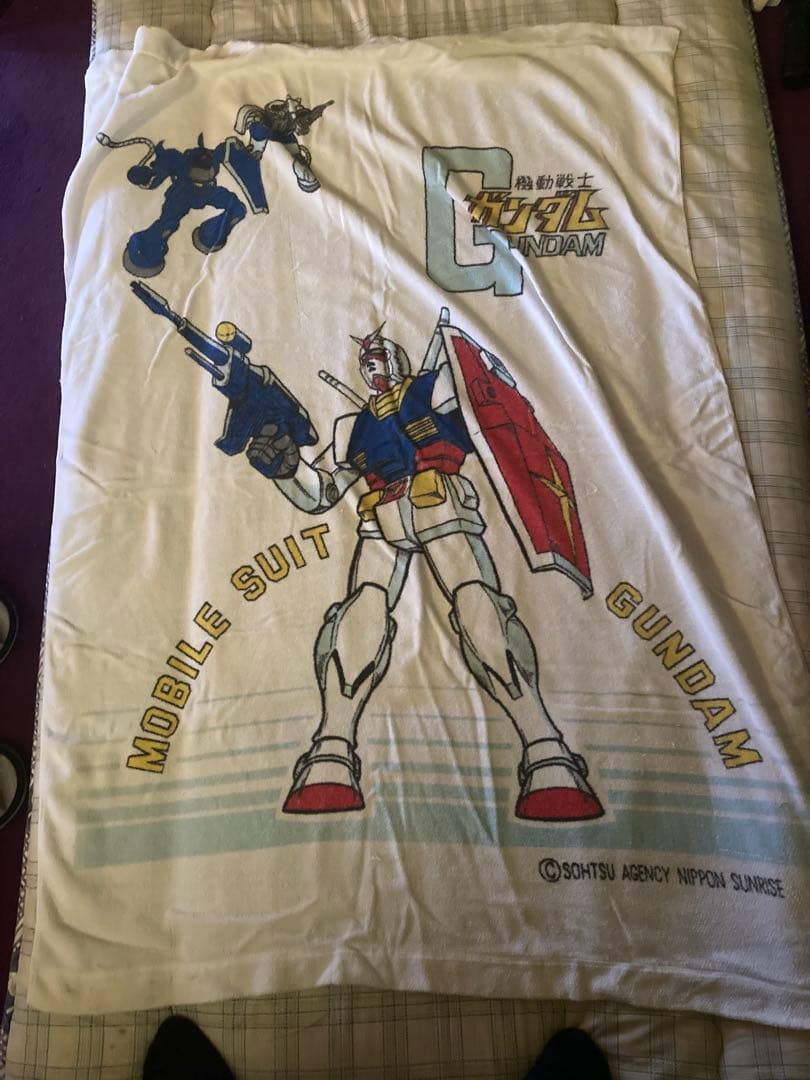 機動戦士
ガンダム
GUNDAM
MOBILE SUIT
GUNDAM
©SOHTSU AGENCY NIPPON SUNRISE